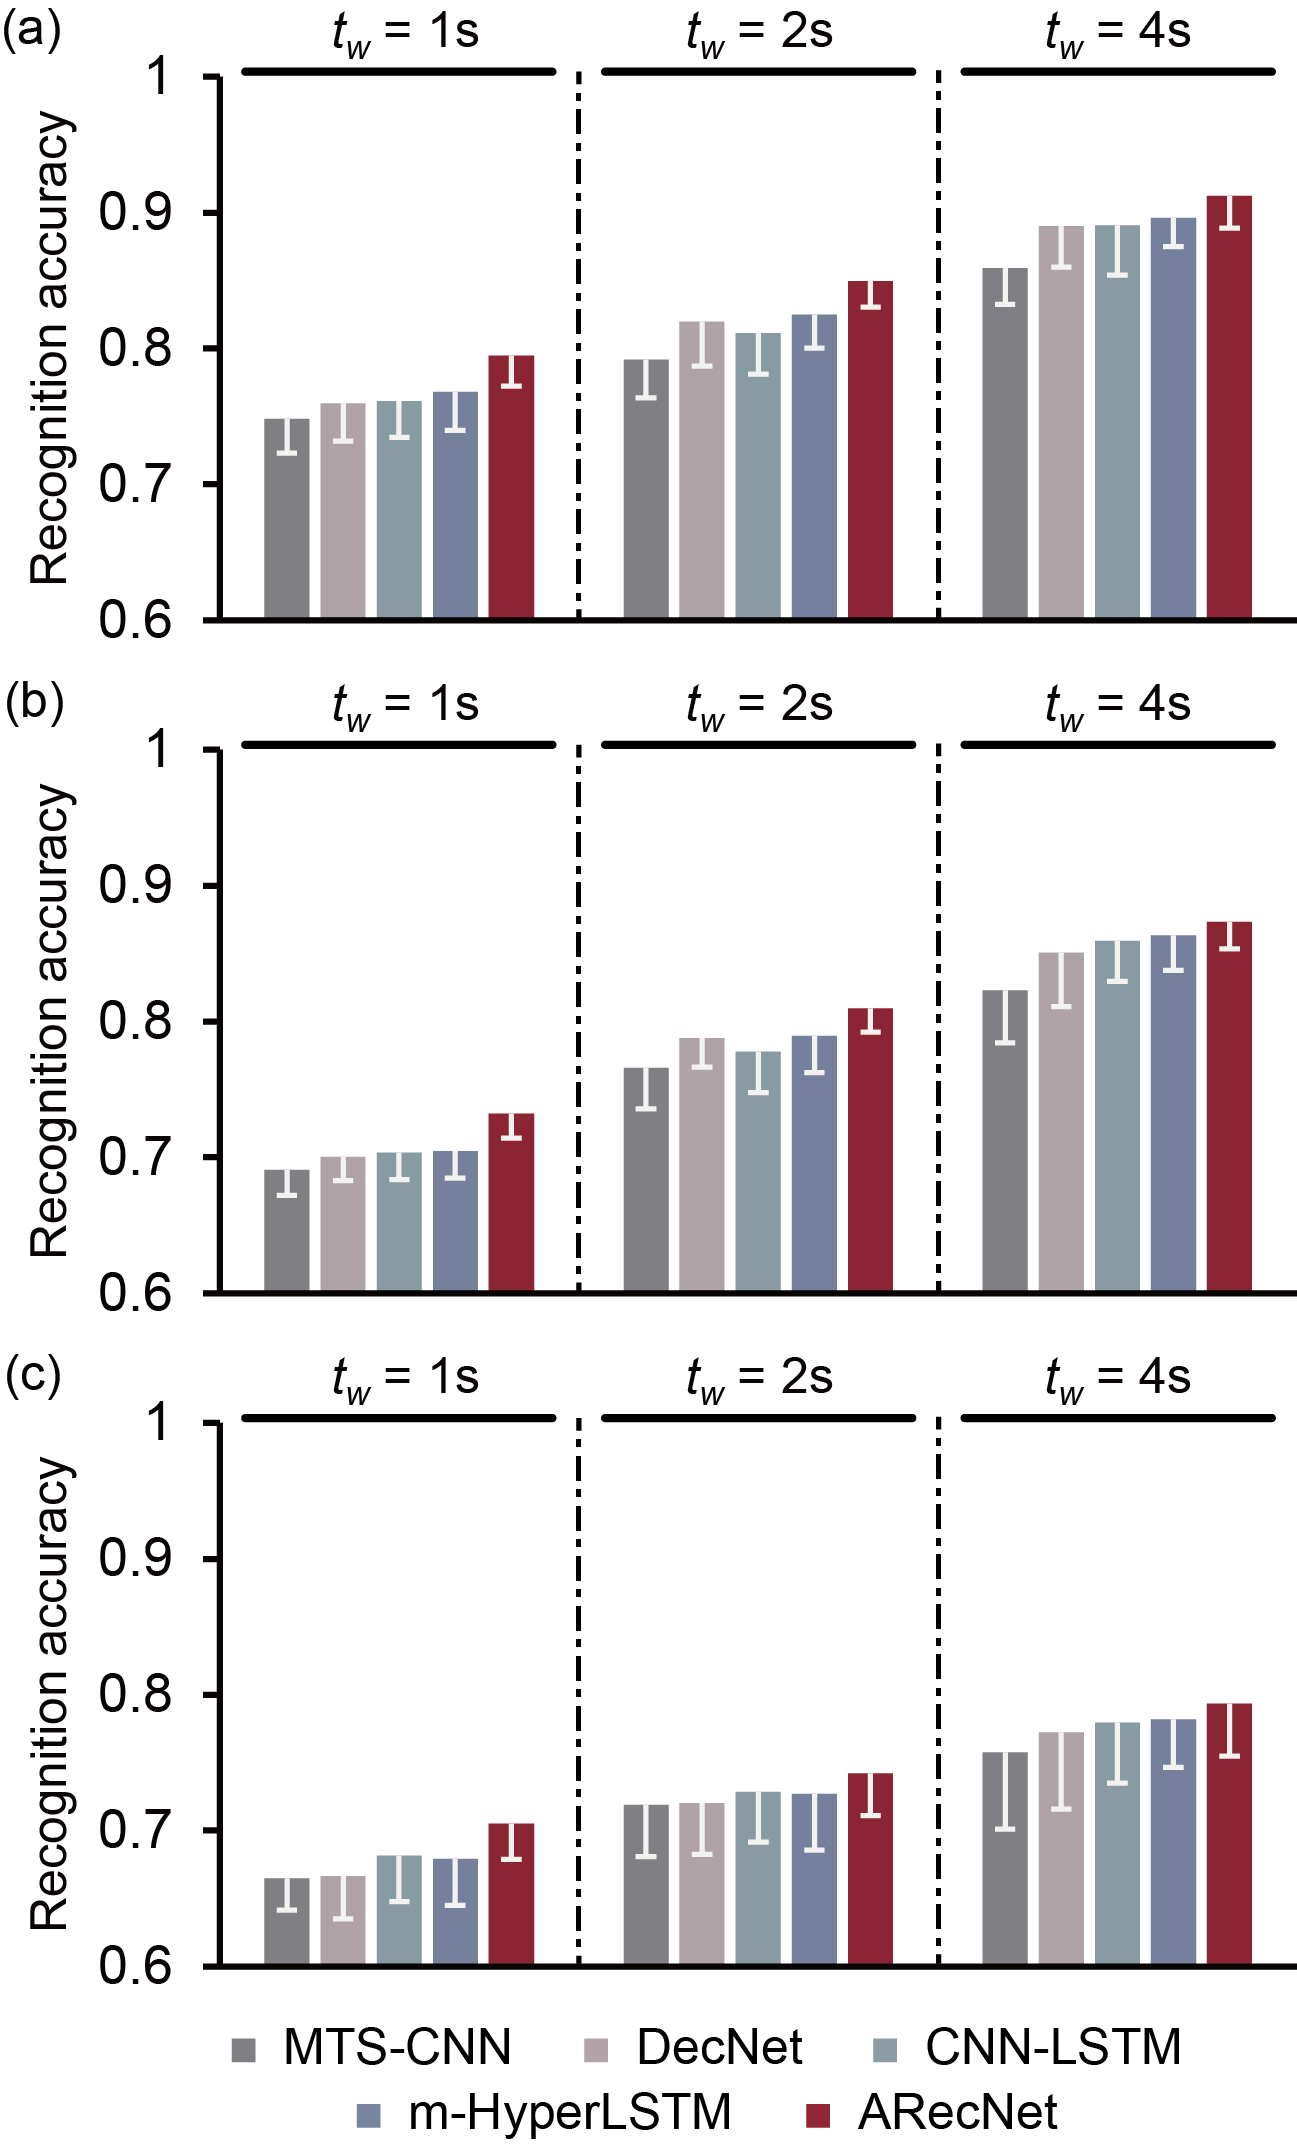 (a)
t_w = 1s t_w = 2s t_w = 4s
Recognition accuracy
1
0.9
0.8
0.7
0.6
(b)
t_w = 1s t_w = 2s t_w = 4s
Recognition accuracy
1
0.9
0.8
0.7
0.6
(c)
t_w = 1s t_w = 2s t_w = 4s
Recognition accuracy
1
0.9
0.8
0.7
0.6
MTS-CNN DecNet CNN-LSTM
m-HyperLSTM ARecNet